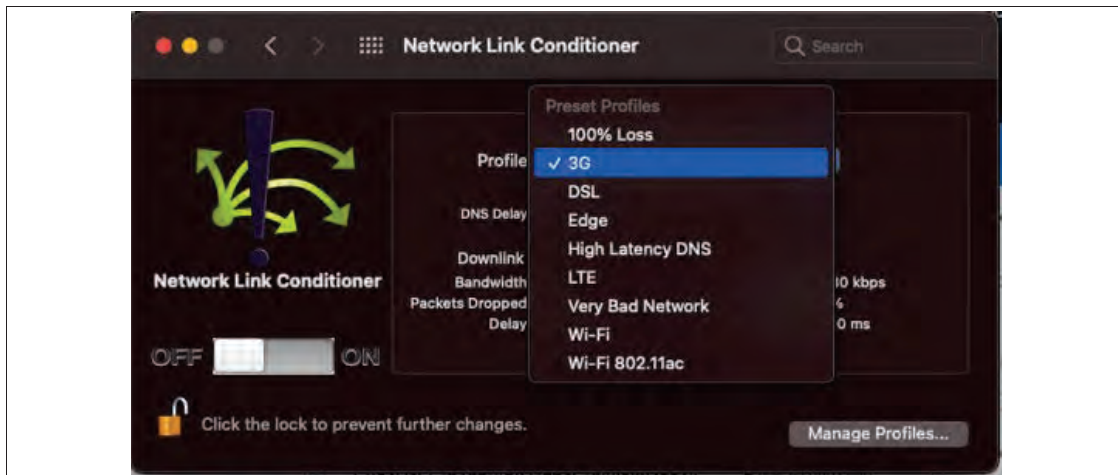 Network Link Conditioner
Search
Preset Profiles
100% Loss
Profile
✓ 3G
DSL
DNS Delay
Edge
High Latency DNS
Downlink
LTE
Network Link Conditioner
Bandwidth
Packets Dropped
Very Bad Network
Delay
0 ms
Wi-Fi
OFF
ON
Wi-Fi 802.11ac
Click the lock to prevent further changes.
Manage Profiles...